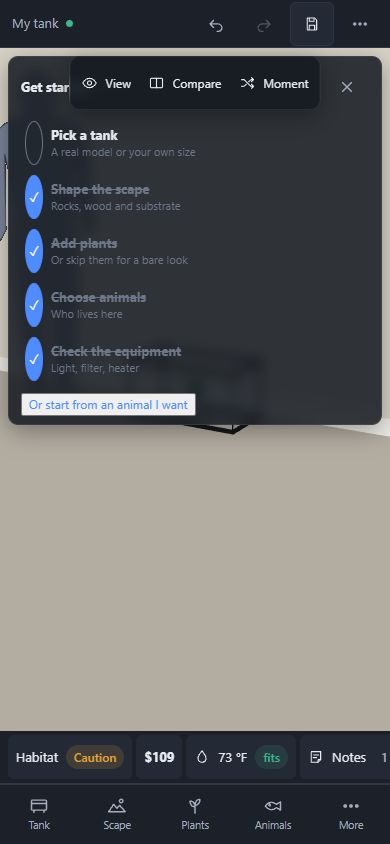 My tank
Get star
View
Compare
Moment
Pick a tank
A real model or your own size
Shape the scape
Rocks, wood and substrate
Add plants
Or skip them for a bare look
Choose animals
Who lives here
Check the equipment
Light, filter, heater
Or start from an animal I want
Habitat Caution $109 73 °F fits Notes 1
Tank Scape Plants Animals More